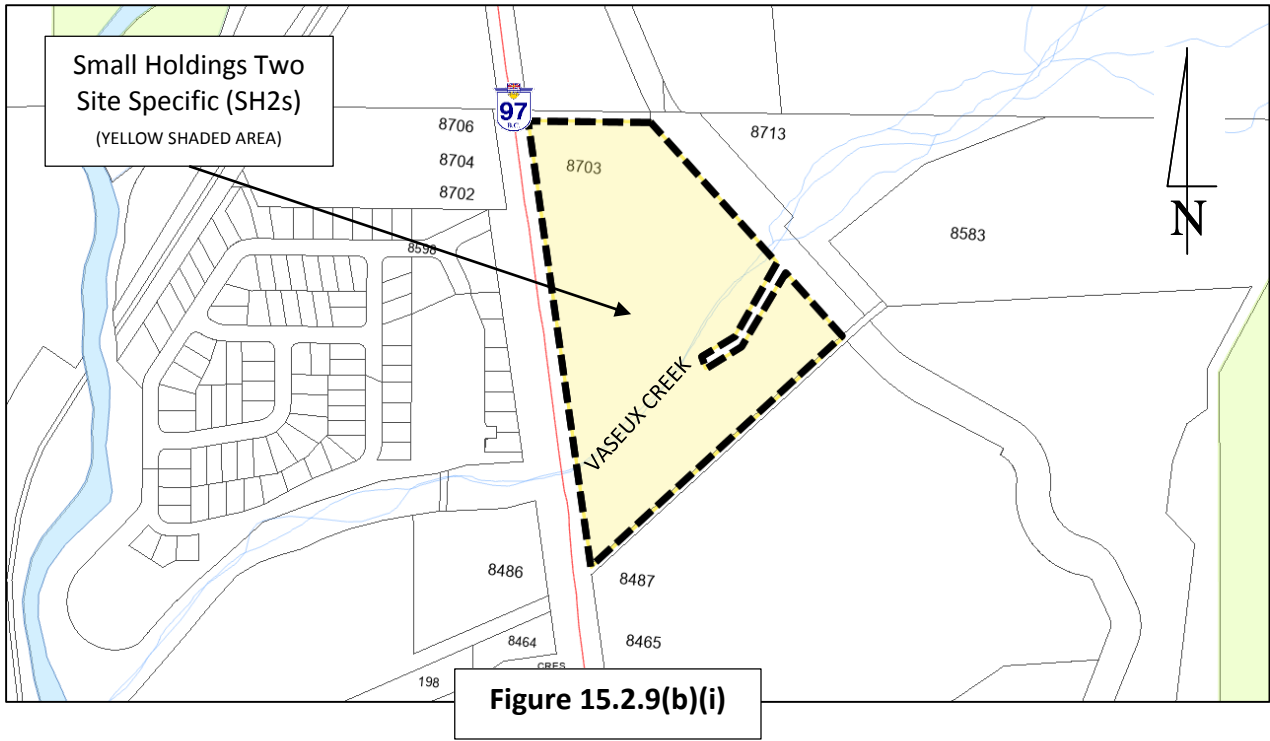 Small Holdings Two
Site Specific (SH2s)
(YELLOW SHADED AREA)
97
B.C.
8706
8704
8702
8703
8713
8583
8598
VASEUX CREEK
N
8486
8487
8464
8465
CRES
198
Figure 15.2.9(b)(i)